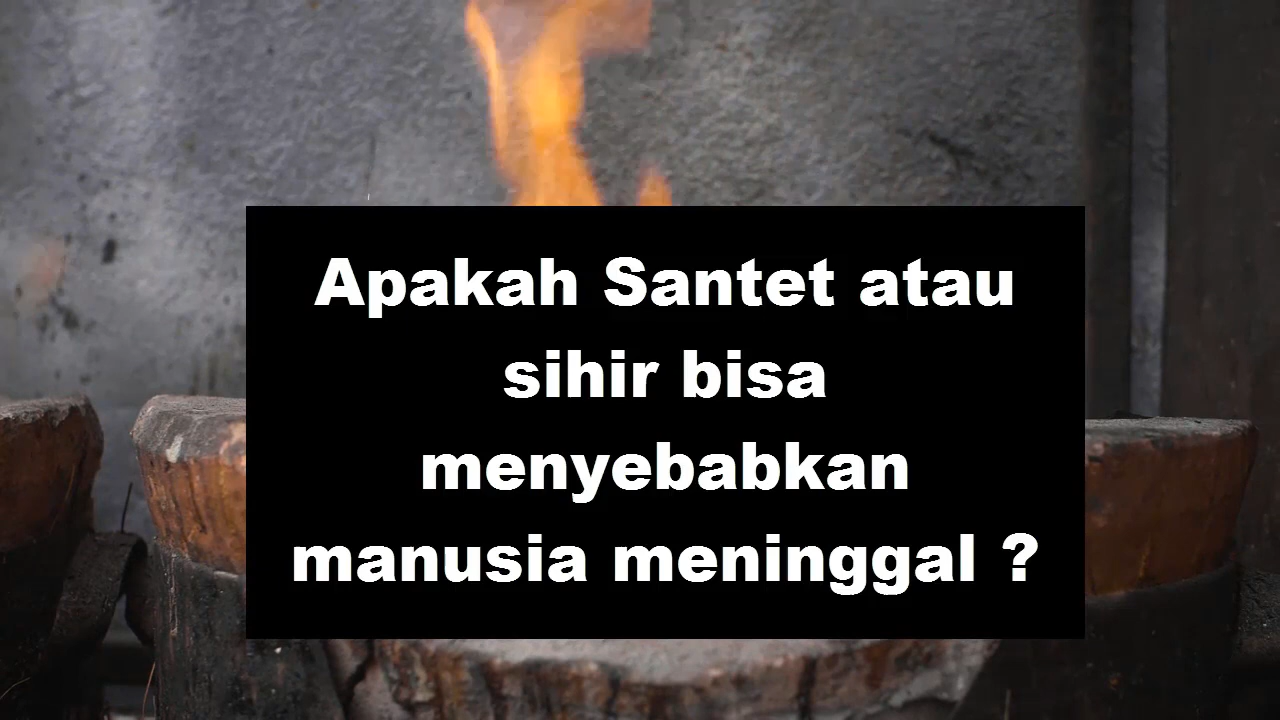 Apakah Santet atau
sihir bisa
menyebabkan
manusia meninggal ?